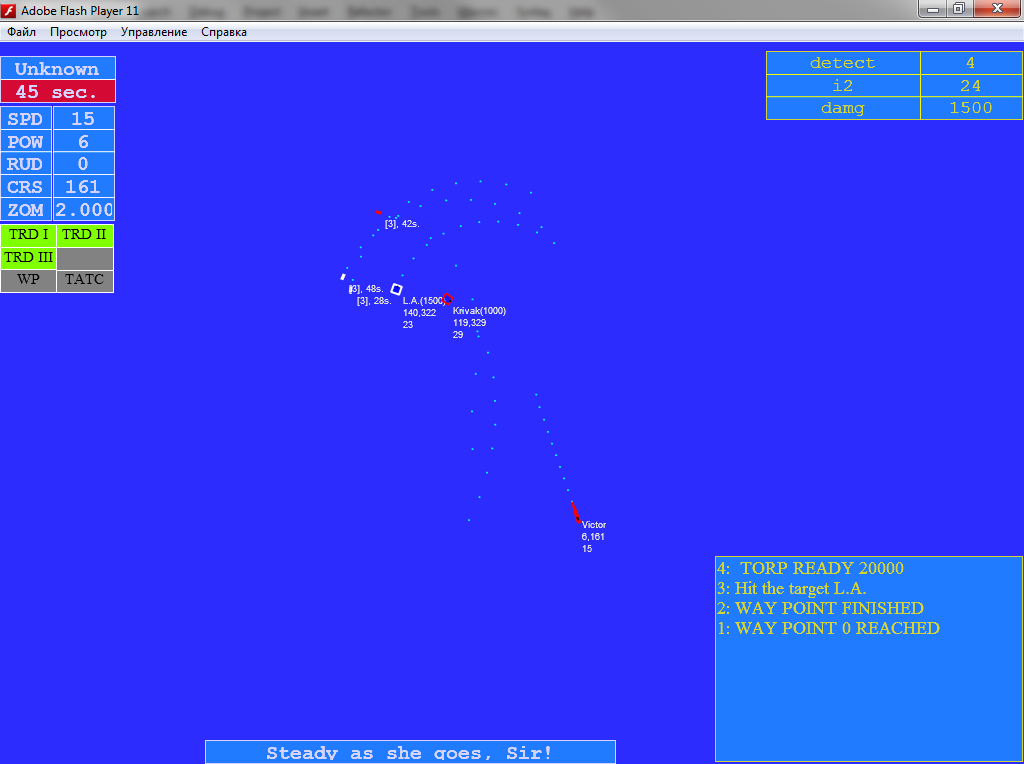 Adobe Flash Player 11
Файл Просмотр Управление Справка
Unknown
45 sec.
SPD 15
POW 6
RUD 0
CRS 161
ZOM 2.000
TRD I TRD II
TRD III
WP TATC
detect 4
i2 24
damg 1500
[3], 42s.
[3], 48s.
[3], 28s.
L.A.(1500)
140,322
23
Krivak(1000)
119,329
29
Victor
6,161
15
4: TORP READY 20000
3: Hit the target L.A.
2: WAY POINT FINISHED
1: WAY POINT 0 REACHED
Steady as she goes, Sir!